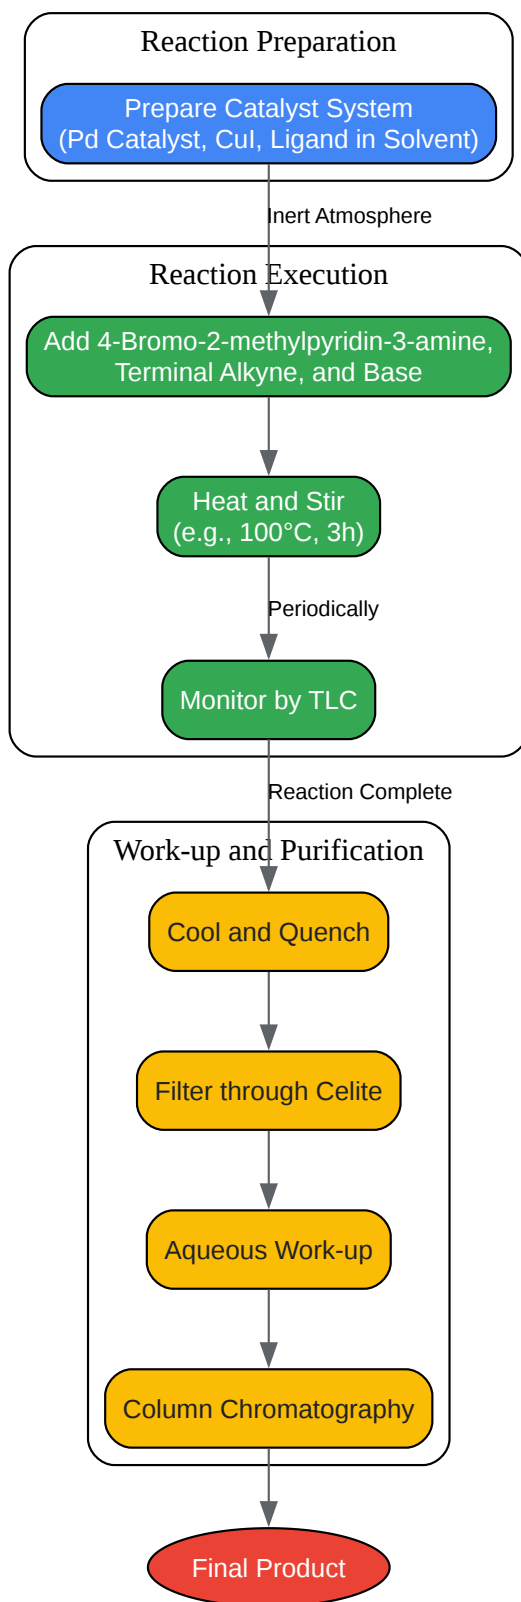 Reaction Preparation
Prepare Catalyst System
(Pd Catalyst, CuI, Ligand in Solvent)
Inert Atmosphere
Reaction Execution
Add 4-Bromo-2-methylpyridin-3-amine,
Terminal Alkyne, and Base
Heat and Stir
(e.g., 100°C, 3h)
Periodically
Monitor by TLC
Reaction Complete
Work-up and Purification
Cool and Quench
Filter through Celite
Aqueous Work-up
Column Chromatography
Final Product